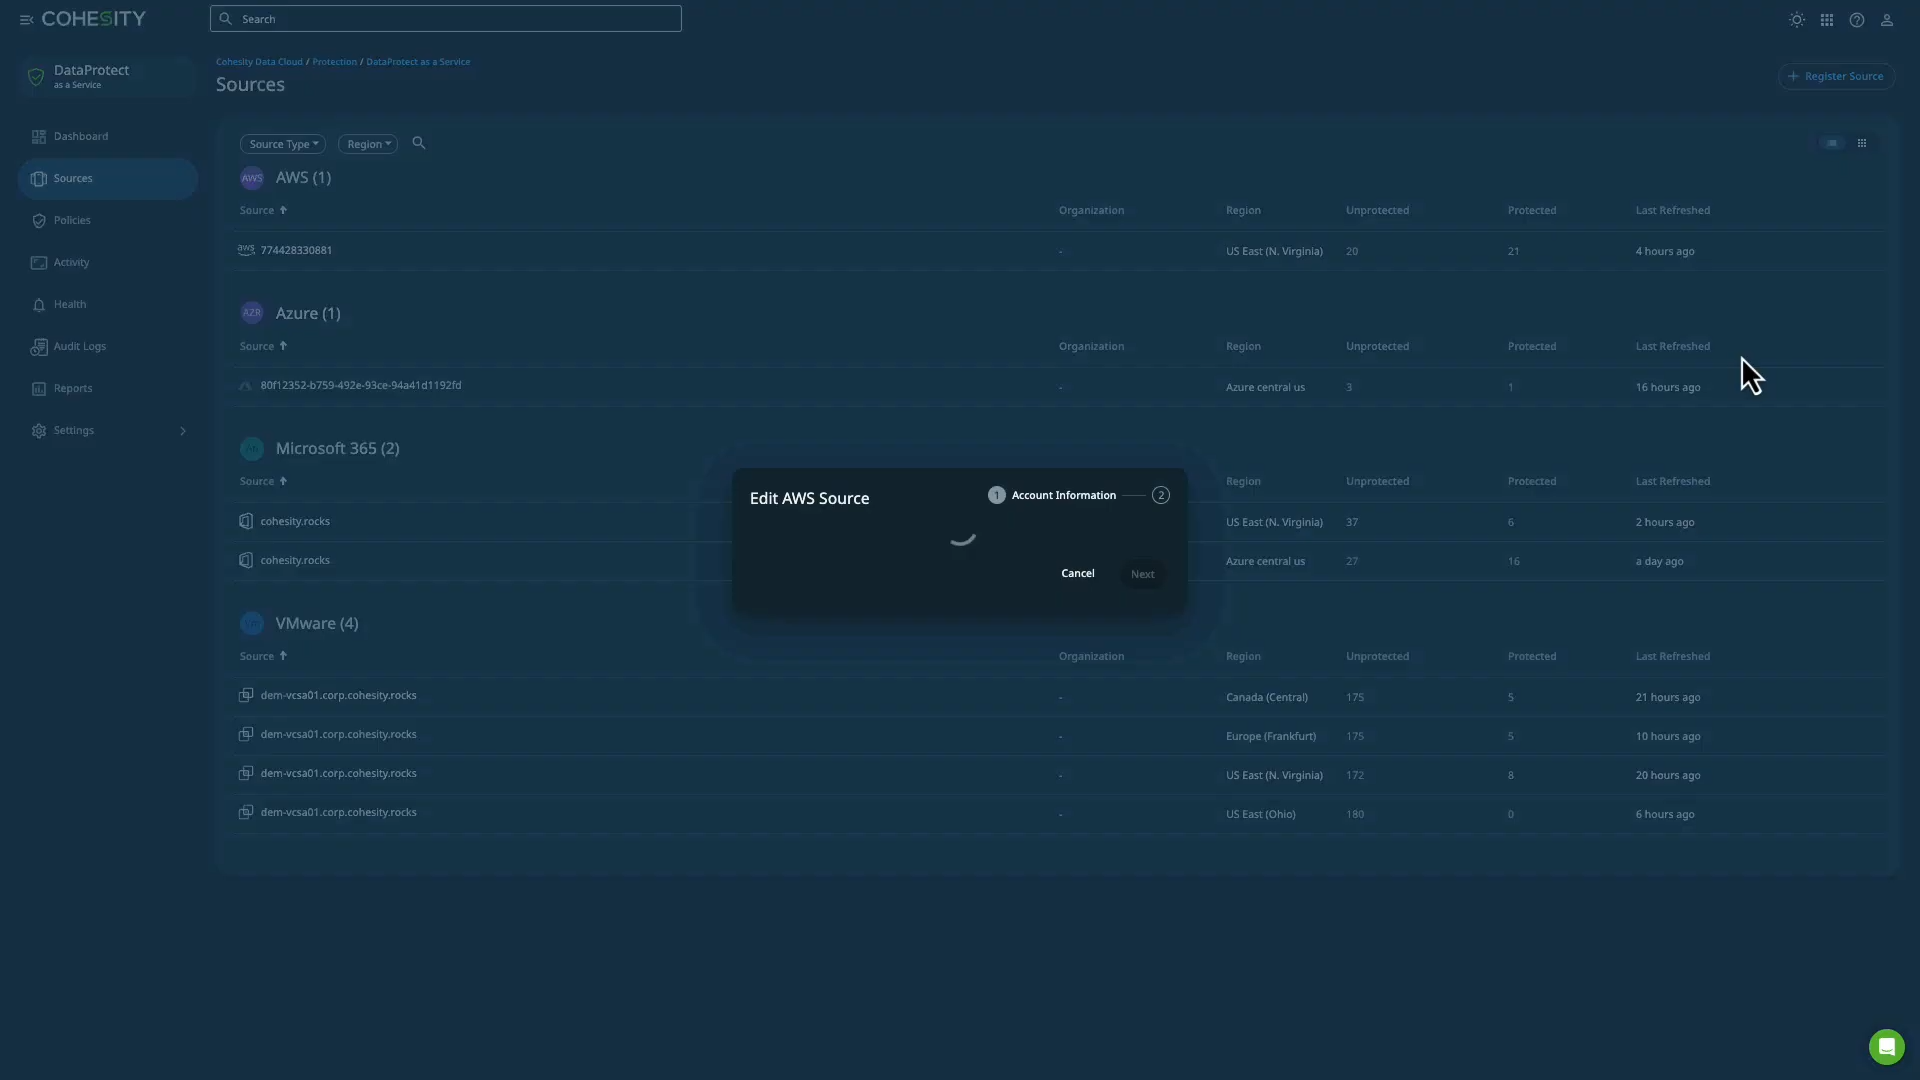 COHESITY
Search
DataProtect
as a Service
Cohesity Data Cloud / Protection / DataProtect as a Service
Sources
Register Source
Dashboard
Sources
Policies
Activity
Health
Audit Logs
Reports
Settings
Source Type
Region
AWS AWS (1)
Source Organization Region Unprotected Protected Last Refreshed
aws 774428330881 - US East (N. Virginia) 20 21 4 hours ago
AZR Azure (1)
Source Organization Region Unprotected Protected Last Refreshed
80f12352-b759-492e-93ce-94a41d1192fd - Azure central us 3 1 16 hours ago
Microsoft 365 (2)
Source Region Unprotected Protected Last Refreshed
cohesity.rocks US East (N. Virginia) 37 6 2 hours ago
cohesity.rocks Azure central us 27 16 a day ago
Edit AWS Source
1 Account Information 2
Cancel
Next
VMware (4)
Source Organization Region Unprotected Protected Last Refreshed
dem-vcsa01.corp.cohesity.rocks - Canada (Central) 175 5 21 hours ago
dem-vcsa01.corp.cohesity.rocks - Europe (Frankfurt) 175 5 10 hours ago
dem-vcsa01.corp.cohesity.rocks - US East (N. Virginia) 172 8 20 hours ago
dem-vcsa01.corp.cohesity.rocks - US East (Ohio) 180 0 6 hours ago